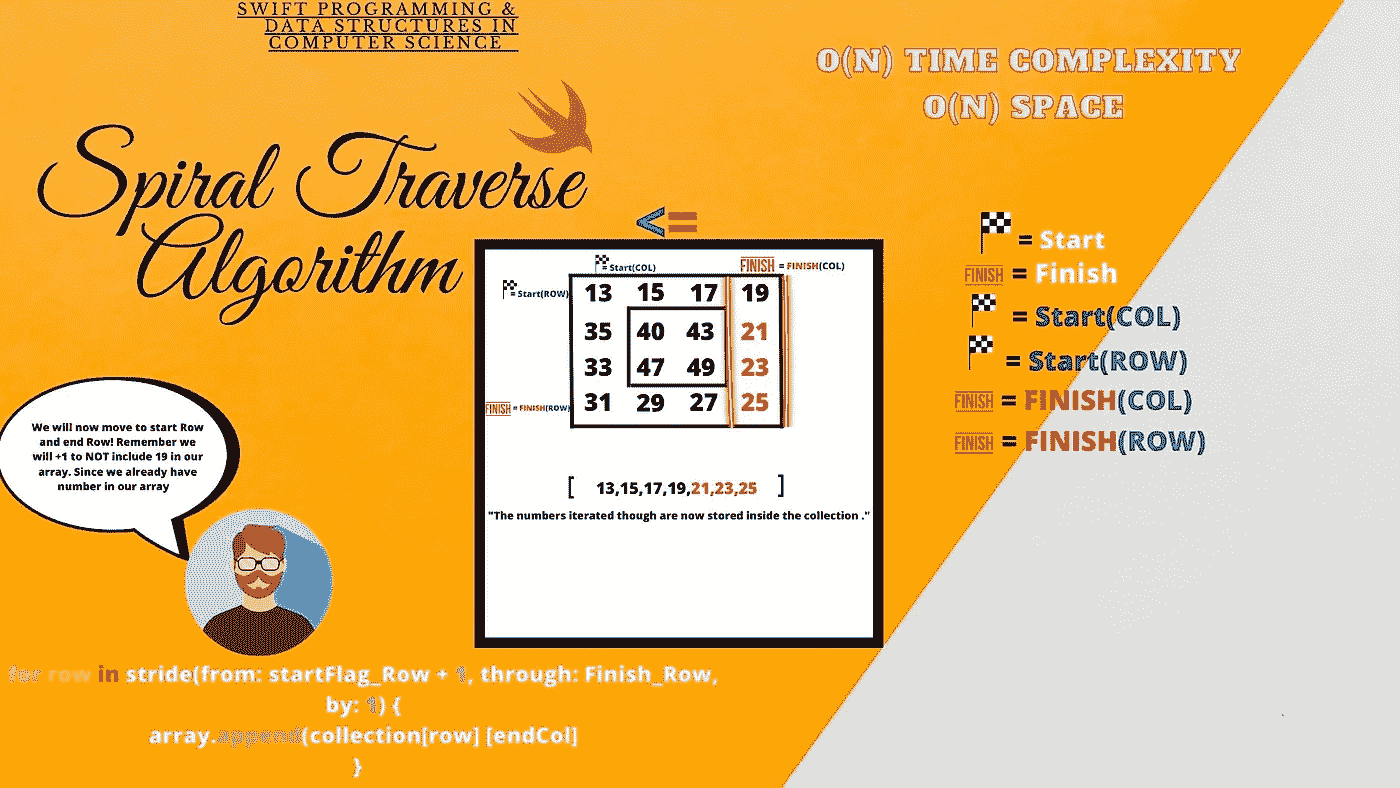 SWIFT PROGRAMMING &
DATA STRUCTURES IN
COMPUTER SCIENCE
O(N) TIME COMPLEXITY
O(N) SPACE
Spiral Traverse
Algorithm
<=
= Start(COL)
FINISH = FINISH(COL)
= Start(ROW)
13 15 17 19
35 40 43 21
33 47 49 23
FINISH = FINISH(ROW)
31 29 27 25
[ 13,15,17,19,21,23,25 ]
"The numbers iterated though are now stored inside the collection ."
= Start
FINISH = Finish
= Start(COL)
= Start(ROW)
FINISH = FINISH(COL)
FINISH = FINISH(ROW)
We will now move to start Row
and end Row! Remember we
will +1 to NOT include 19 in our
array. Since we already have
number in our array
for row in stride(from: startFlag_Row + 1, through: Finish_Row,
by: 1) {
array.append(collection[row] [endCol]
}